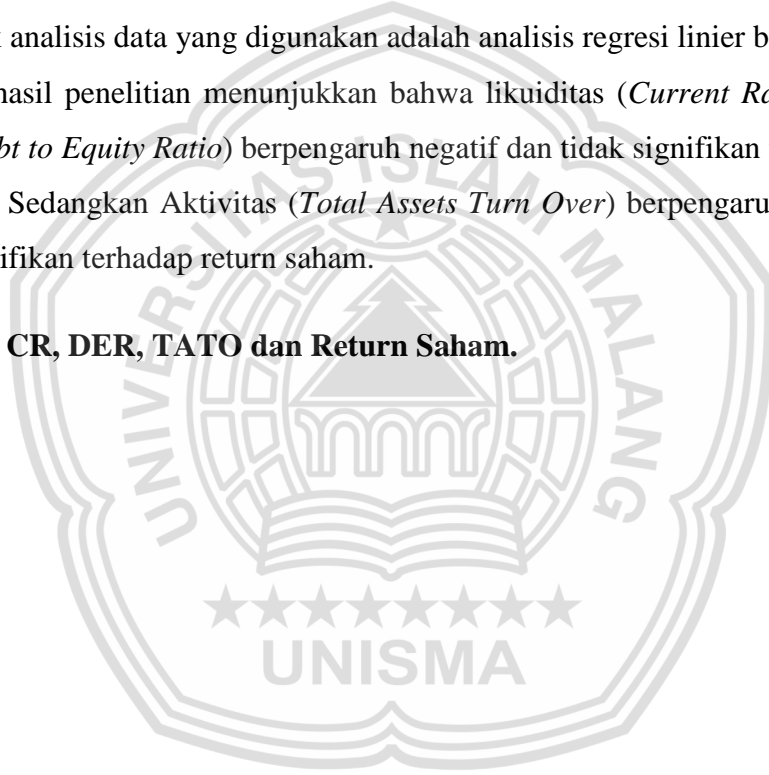 analisis data yang digunakan adalah analisis regresi linier b
hasil penelitian menunjukkan bahwa likuiditas (Current Ra
bt to Equity Ratio) berpengaruh negatif dan tidak signifikan
Sedangkan Aktivitas (Total Assets Turn Over) berpengaru
ifikan terhadap return saham.
CR, DER, TATO dan Return Saham.
UNIVERSITAS ISLAM MALANG
UNISMA